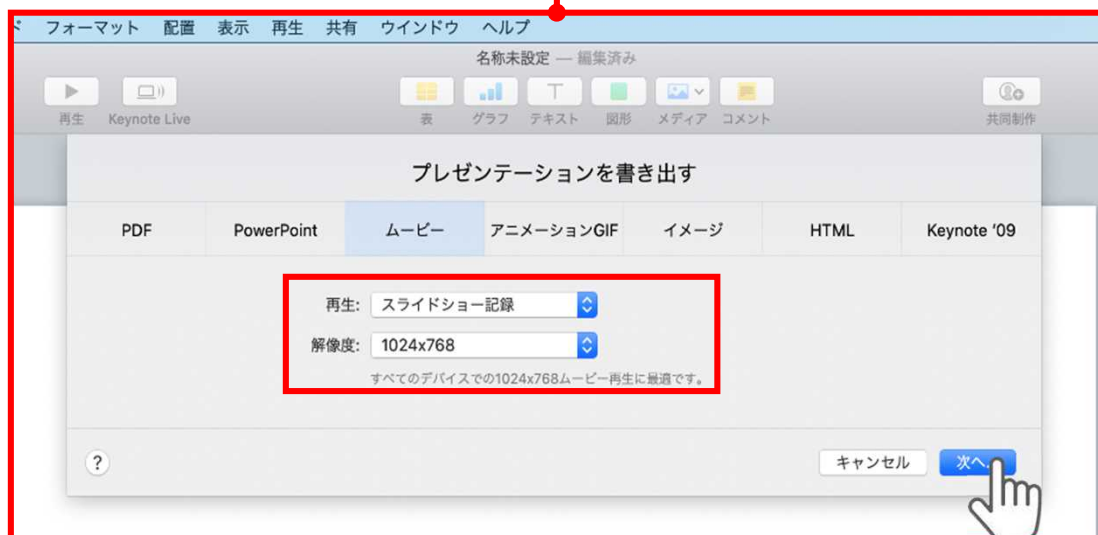 ド フォーマット 配置 表示 再生 共有 ウインドウ ヘルプ
名称未設定 — 編集済み
再生 Keynote Live 表 グラフ テキスト 図形 メディア コメント 共同制作
プレゼンテーションを書き出す
PDF PowerPoint ムービー アニメーションGIF イメージ HTML Keynote '09
再生: スライドショー記録
解像度: 1024x768
すべてのデバイスでの1024x768ムービー再生に最適です。
? キャンセル 次へ